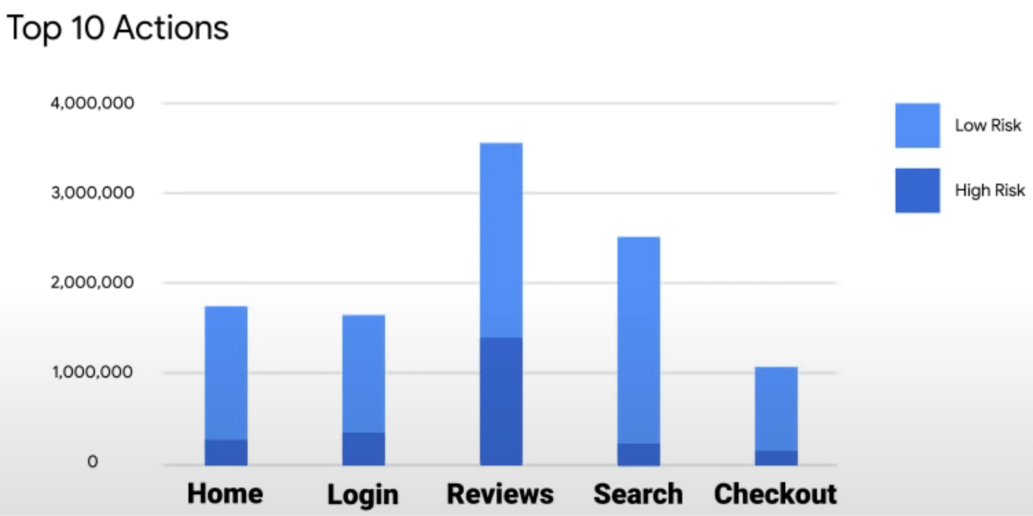 Top 10 Actions
4,000,000
3,000,000
2,000,000
1,000,000
0
Home Login Reviews Search Checkout
Low Risk
High Risk